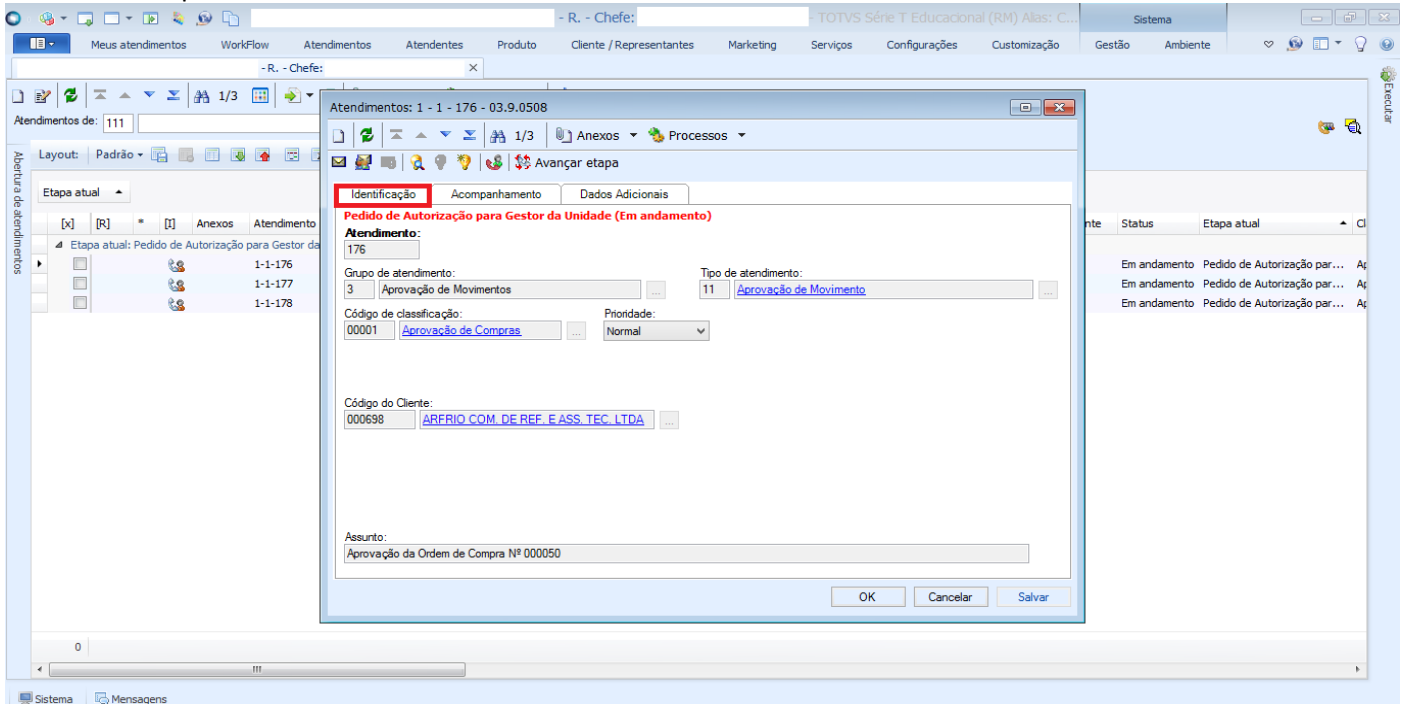 - R. - Chefe:
- TOTVS Série T Educacional (RM) Alias: C...
Sistema
Meus atendimentos WorkFlow Atendimentos Atendentes Produto Cliente / Representantes Marketing Serviços Configurações Customização Gestão Ambiente
- R. - Chefe:
1/3
Executar
Atendimentos de: 111
Layout: Padrão
Abertura de atendimentos
Etapa atual
[x] [R] * [I] Anexos Atendimento
nte Status Etapa atual Cl
Etapa atual: Pedido de Autorização para Gestor da
1-1-176
Em andamento Pedido de Autorização par... Ap
1-1-177
Em andamento Pedido de Autorização par... Ap
1-1-178
Em andamento Pedido de Autorização par... Ap
Atendimentos: 1 - 1 - 176 - 03.9.0508
1/3 Anexos Processos
Avançar etapa
Identificação Acompanhamento Dados Adicionais
Pedido de Autorização para Gestor da Unidade (Em andamento)
Atendimento:
176
Grupo de atendimento: Tipo de atendimento:
3 Aprovação de Movimentos ... 11 Aprovação de Movimento ...
Código de classificação: Prioridade:
00001 Aprovação de Compras ... Normal
Código do Cliente:
000698 ARFRIO COM. DE REF. E ASS. TEC. LTDA ...
Assunto:
Aprovação da Ordem de Compra Nº 000050
OK Cancelar Salvar
0
Sistema Mensagens